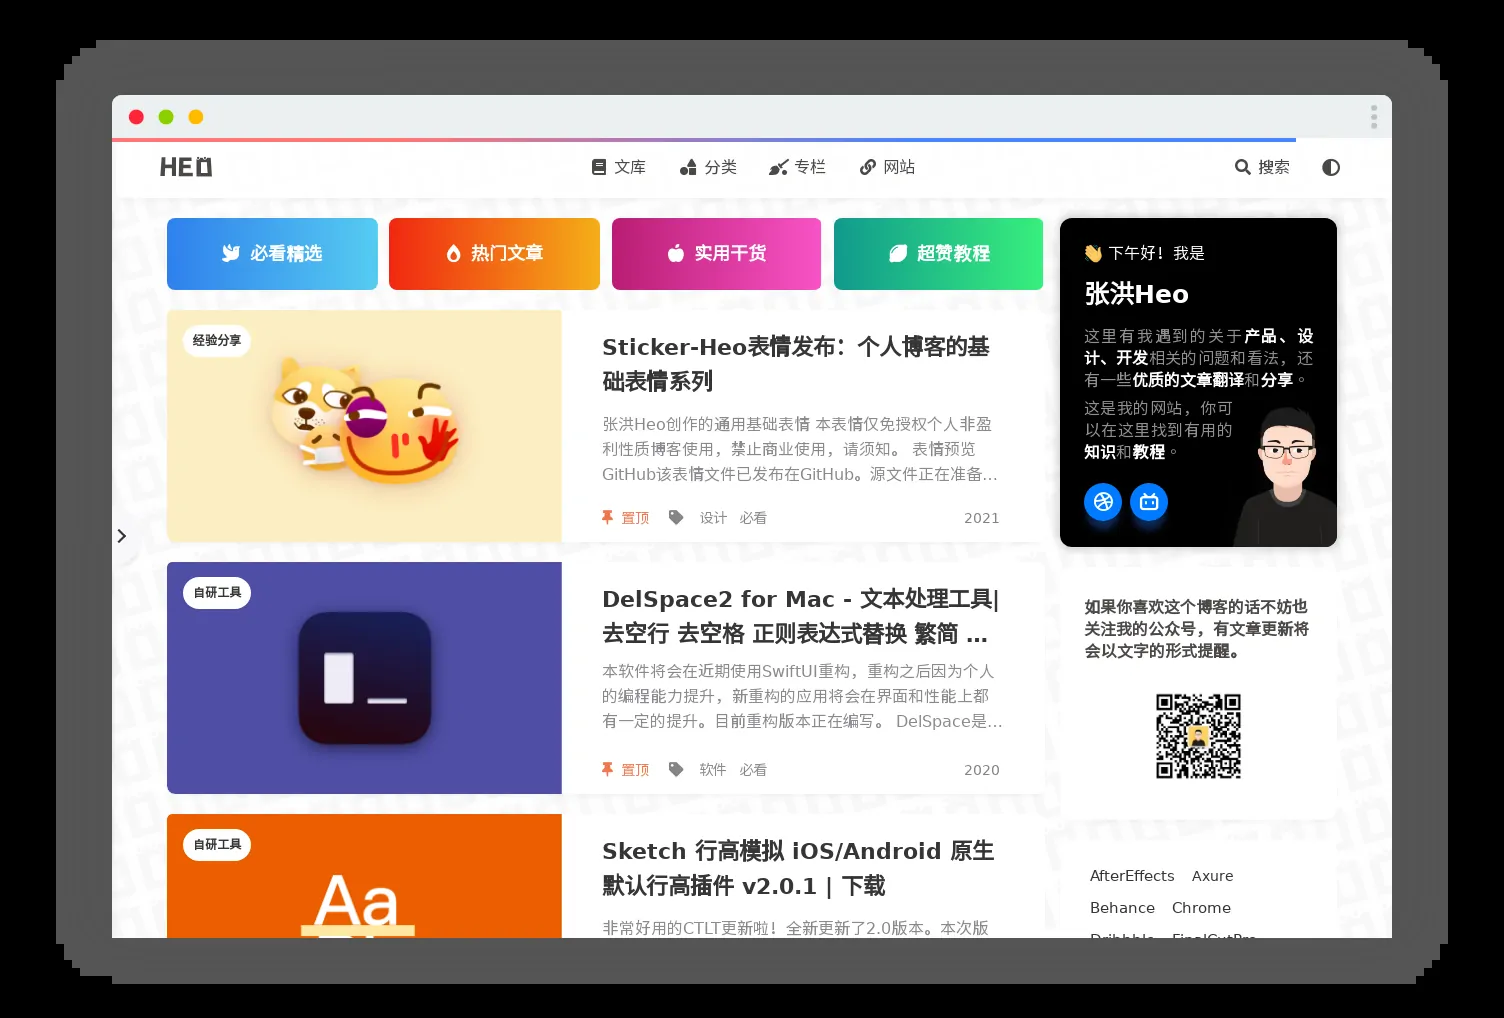 HEO
文库 分类 专栏 网站
搜索
必看精选 热门文章 实用干货 超赞教程
经验分享
Sticker-Heo表情发布：个人博客的基
础表情系列
张洪Heo创作的通用基础表情 本表情仅免授权个人非盈
利性质博客使用，禁止商业使用，请须知。 表情预览
GitHub该表情文件已发布在GitHub。源文件正在准备...
置顶 设计 必看 2021
自研工具
DelSpace2 for Mac - 文本处理工具|
去空行 去空格 正则表达式替换 繁简 ...
本软件将会在近期使用SwiftUI重构，重构之后因为个人
的编程能力提升，新重构的应用将会在界面和性能上都
有一定的提升。目前重构版本正在编写。 DelSpace是...
置顶 软件 必看 2020
自研工具
Aa
Sketch 行高模拟 iOS/Android 原生
默认行高插件 v2.0.1 | 下载
非常好用的CTLT更新啦！全新更新了2.0版本。本次版
👋 下午好！我是
张洪Heo
这里有我遇到的关于产品、设
计、开发相关的问题和看法，还
有一些优质的文章翻译和分享。
这是我的网站，你可
以在这里找到有用的
知识和教程。
如果你喜欢这个博客的话不妨也
关注我的公众号，有文章更新将
会以文字的形式提醒。
AfterEffects Axure
Behance Chrome
Dribbble FinalCutPro